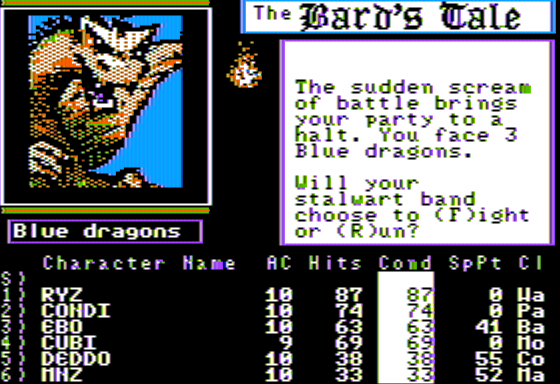 The Bard's Tale
The sudden scream
of battle brings
your party to a
halt. You face 3
Blue dragons.
Will your
stalwart band
choose to (F)ight
or (R)un?
Blue dragons
Character Name AC Hits Cond SpPt Cl
S)
1) RYZ 10 87 87 0 Wa
2) CONDI 10 74 74 0 Pa
3) EBO 10 63 63 41 Ba
4) CUBI 9 69 69 0 Mo
5) DEDDO 10 38 38 55 Co
6) MNZ 10 33 33 52 Ma